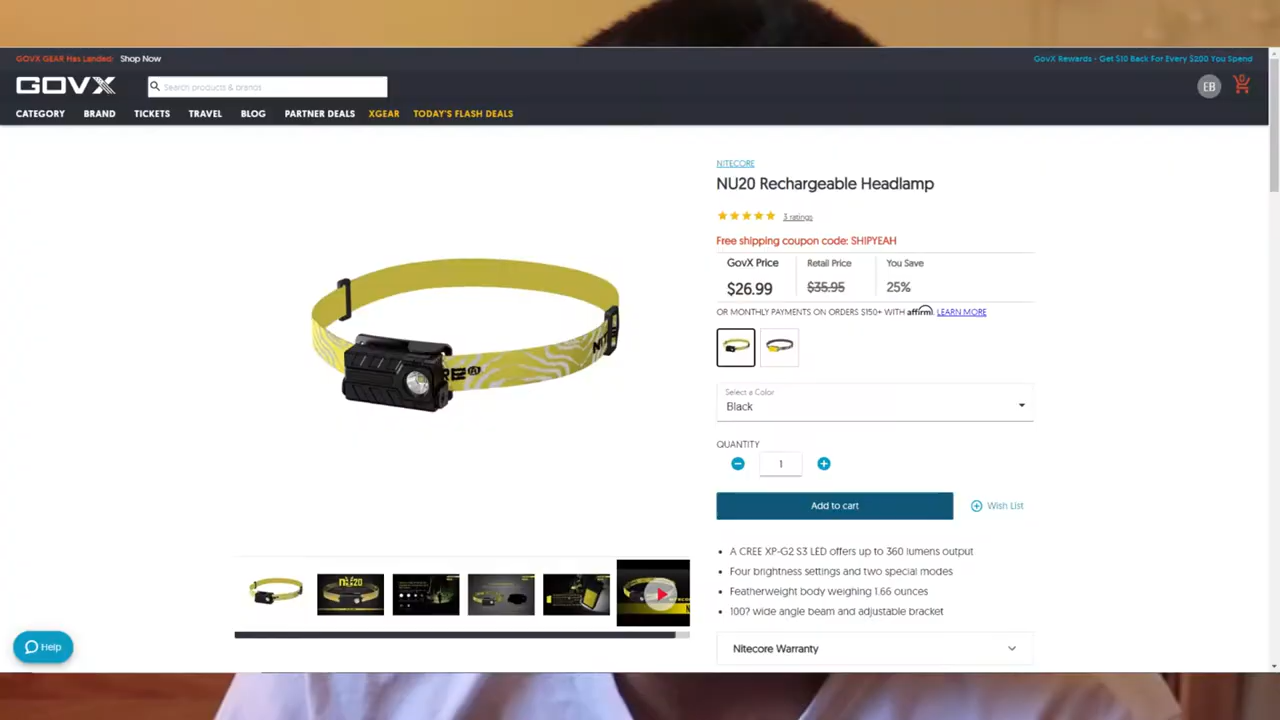 GOVX GEAR Has Landed: Shop Now
GovX Rewards - Get $10 Back For Every $200 You Spend
GOVX
Search products & brands
EB
0
CATEGORY BRAND TICKETS TRAVEL BLOG PARTNER DEALS XGEAR TODAY'S FLASH DEALS
NITECORE
NU20 Rechargeable Headlamp
3 ratings
Free shipping coupon code: SHIPYEAH
GovX Price Retail Price You Save
$26.99 $35.95 25%
OR MONTHLY PAYMENTS ON ORDERS $150+ WITH affirm. LEARN MORE
Select a Color
Black
QUANTITY
1
Add to cart
Wish List
A CREE XP-G2 S3 LED offers up to 360 lumens output
Four brightness settings and two special modes
Featherweight body weighing 1.66 ounces
100? wide angle beam and adjustable bracket
Nitecore Warranty
NU20
Help